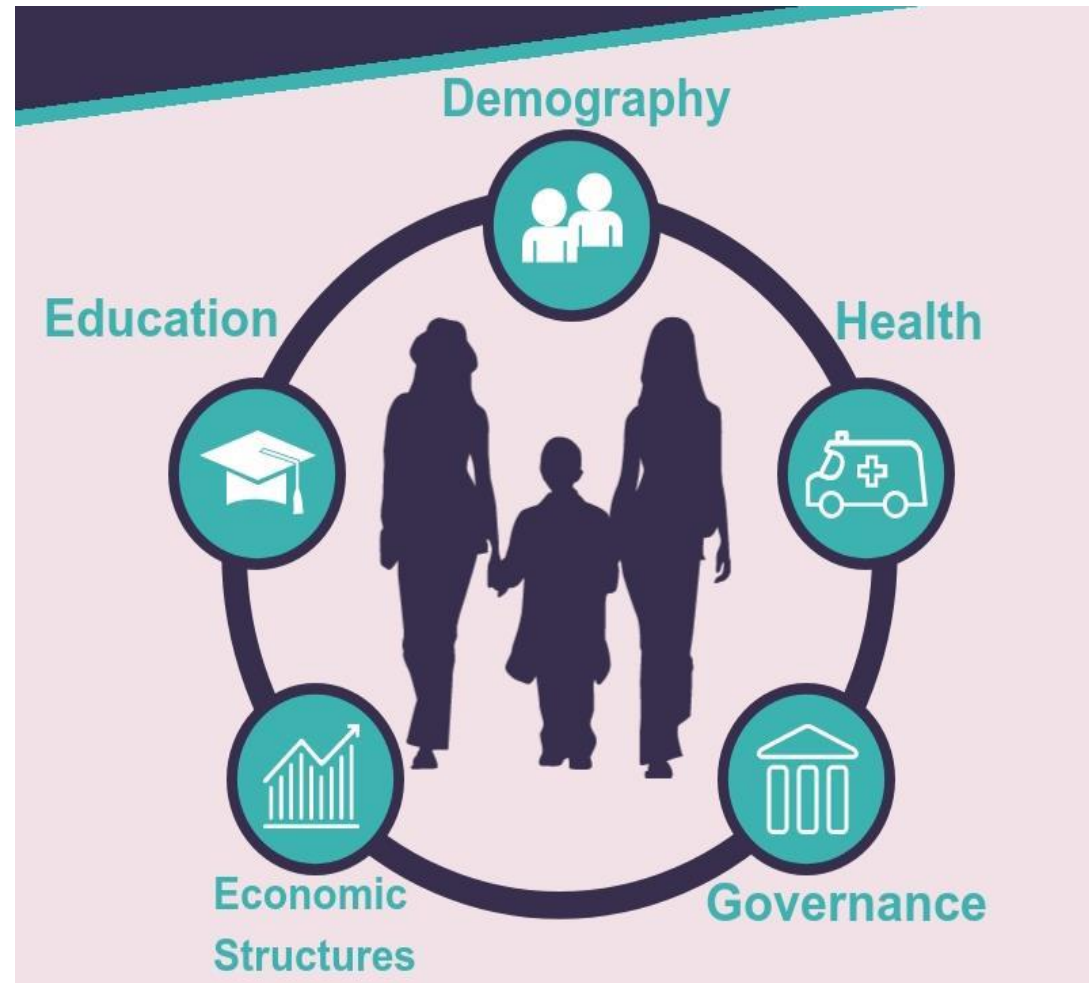 Demography
Education
Health
Economic
Structures
Governance